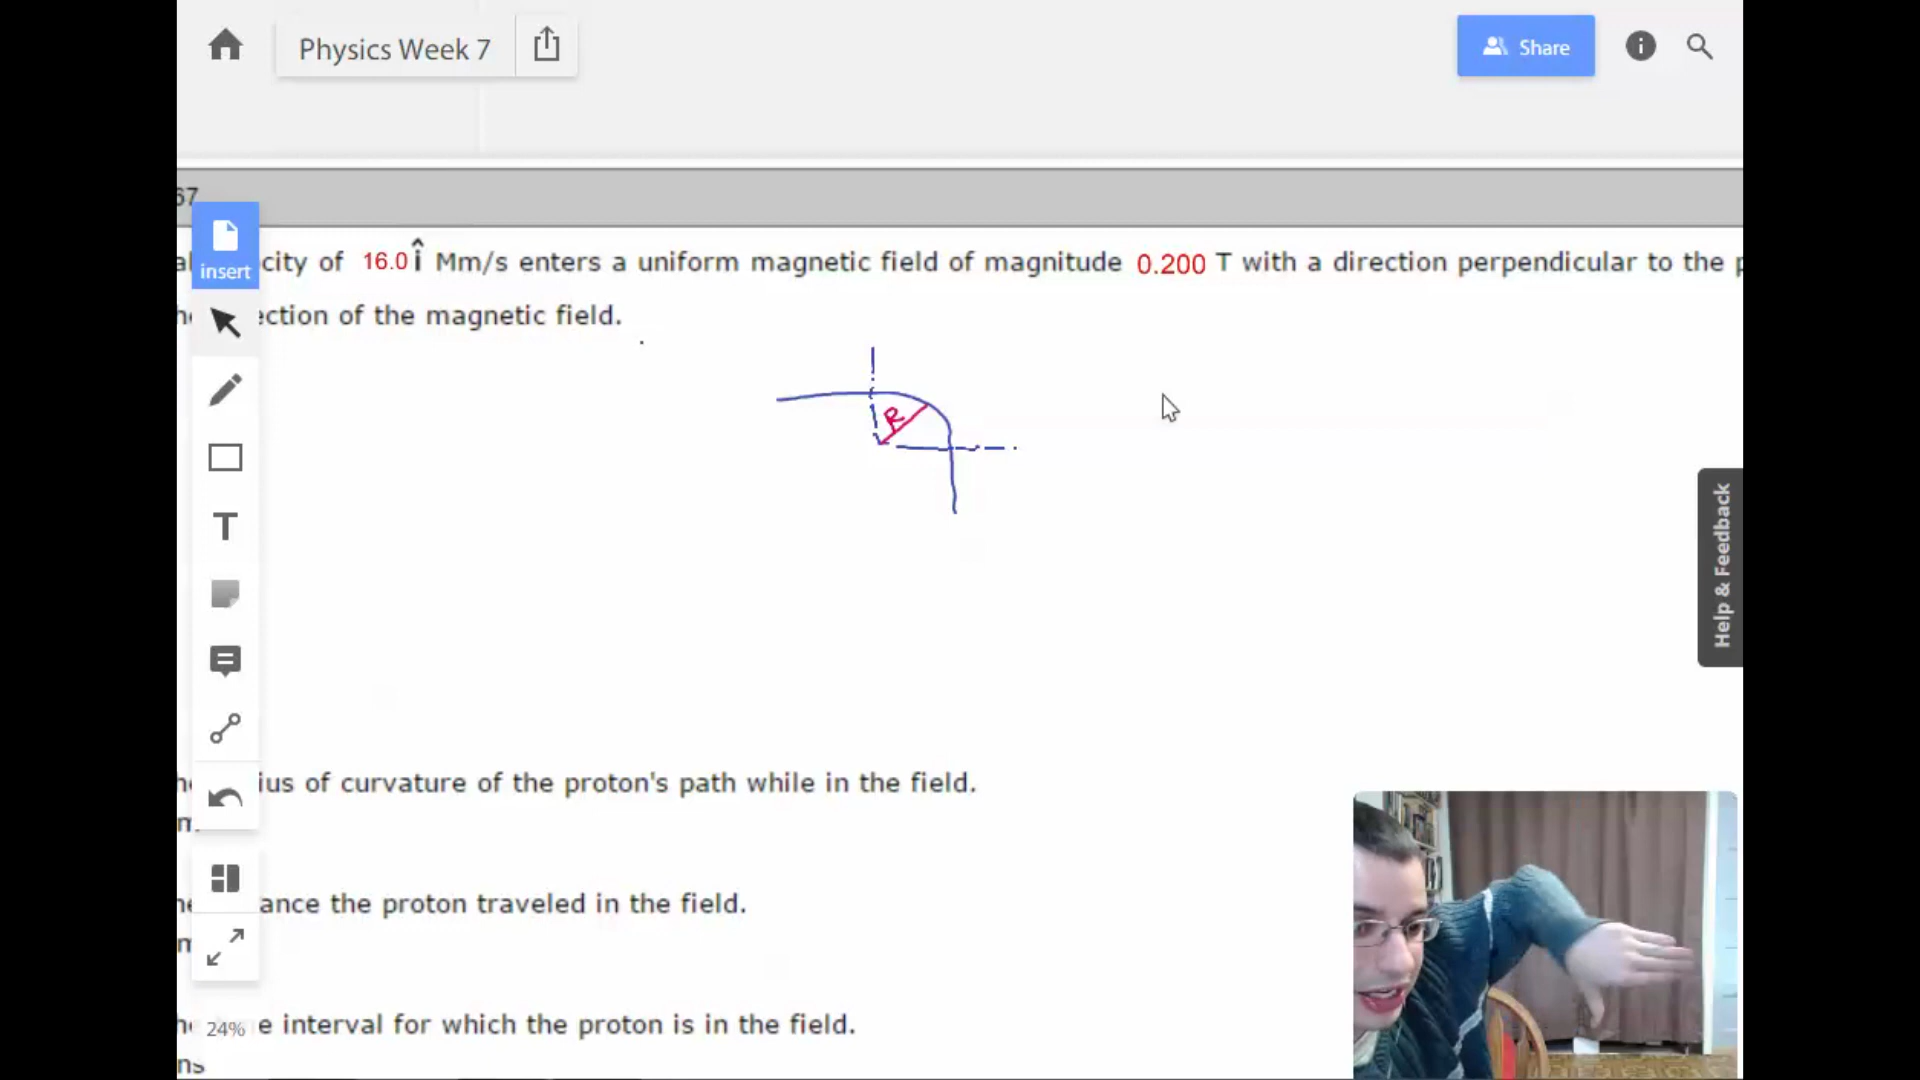 Physics Week 7
Share
67
insert
city of 16.0 î Mm/s enters a uniform magnetic field of magnitude 0.200 T with a direction perpendicular to the
ection of the magnetic field.
R
T
Help & Feedback
ius of curvature of the proton's path while in the field.
m
ance the proton traveled in the field.
m
24%
e interval for which the proton is in the field.
ns